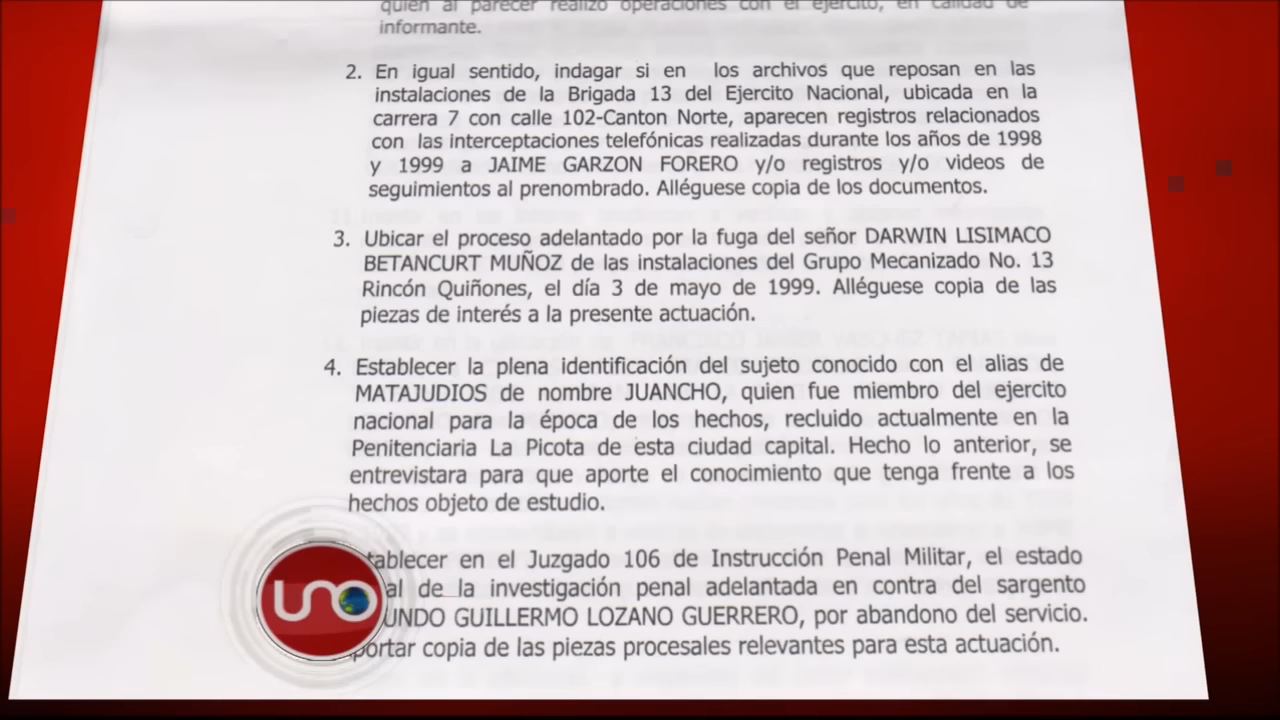 quien al parecer realizo operaciones con el ejercito, en calidad de
informante.
2. En igual sentido, indagar si en los archivos que reposan en las
instalaciones de la Brigada 13 del Ejercito Nacional, ubicada en la
carrera 7 con calle 102-Canton Norte, aparecen registros relacionados
con las interceptaciones telefónicas realizadas durante los años de 1998
y 1999 a JAIME GARZON FORERO y/o registros y/o videos de
seguimientos al prenombrado. Alléguese copia de los documentos.
3. Ubicar el proceso adelantado por la fuga del señor DARWIN LISIMACO
BETANCURT MUÑOZ de las instalaciones del Grupo Mecanizado No. 13
Rincón Quiñones, el día 3 de mayo de 1999. Alléguese copia de las
piezas de interés a la presente actuación.
4. Establecer la plena identificación del sujeto conocido con el alias de
MATAJUDIOS de nombre JUANCHO, quien fue miembro del ejercito
nacional para la época de los hechos, recluido actualmente en la
Penitenciaria La Picota de esta ciudad capital. Hecho lo anterior, se
entrevistara para que aporte el conocimiento que tenga frente a los
hechos objeto de estudio.
tablecer en el Juzgado 106 de Instrucción Penal Militar, el estado
al de la investigación penal adelantada en contra del sargento
UNDO GUILLERMO LOZANO GUERRERO, por abandono del servicio.
portar copia de las piezas procesales relevantes para esta actuación.
UNO